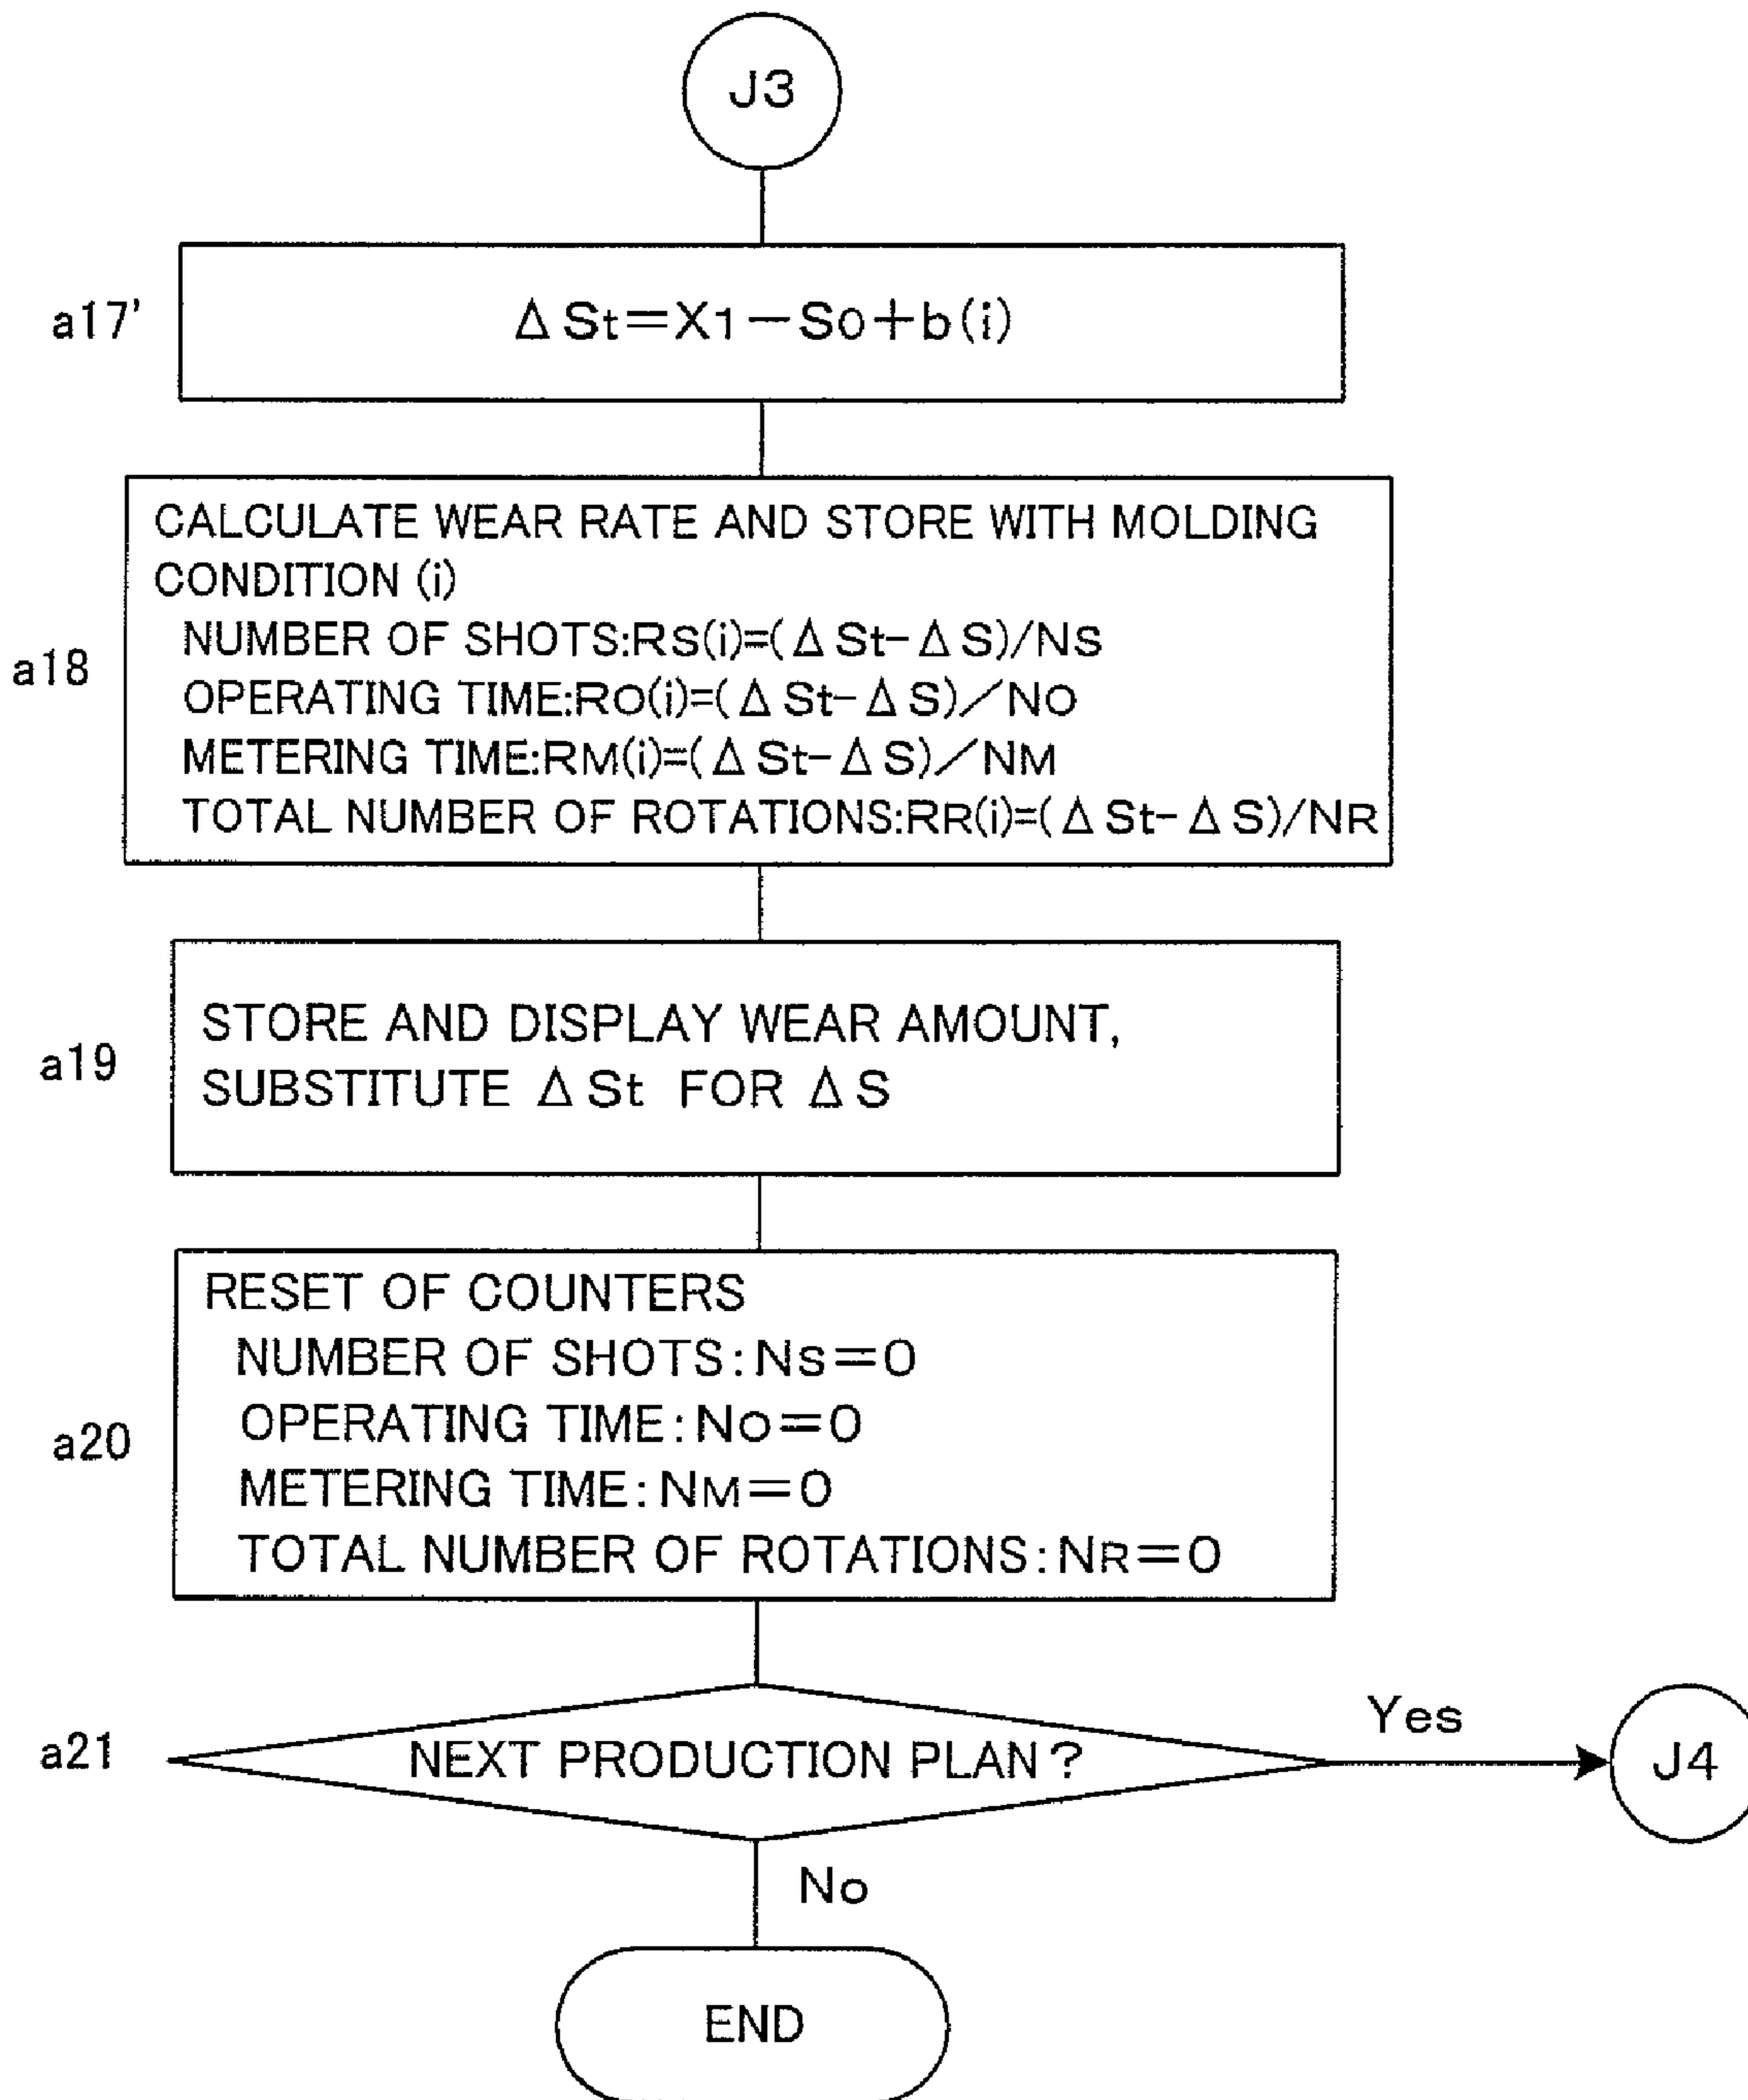 J3
a17'
ΔSt=X1-S0+b(i)
CALCULATE WEAR RATE AND STORE WITH MOLDING
CONDITION (i)
NUMBER OF SHOTS:RS(i)=(ΔSt-ΔS)/NS
a18
OPERATING TIME:RO(i)=(ΔSt-ΔS)/NO
METERING TIME:RM(i)=(ΔSt-ΔS)/NM
TOTAL NUMBER OF ROTATIONS:RR(i)=(ΔSt-ΔS)/NR
a19
STORE AND DISPLAY WEAR AMOUNT,
SUBSTITUTE ΔSt FOR ΔS
RESET OF COUNTERS
NUMBER OF SHOTS:NS=0
OPERATING TIME:NO=0
a20
METERING TIME:NM=0
TOTAL NUMBER OF ROTATIONS:NR=0
a21
NEXT PRODUCTION PLAN?
Yes
J4
No
END